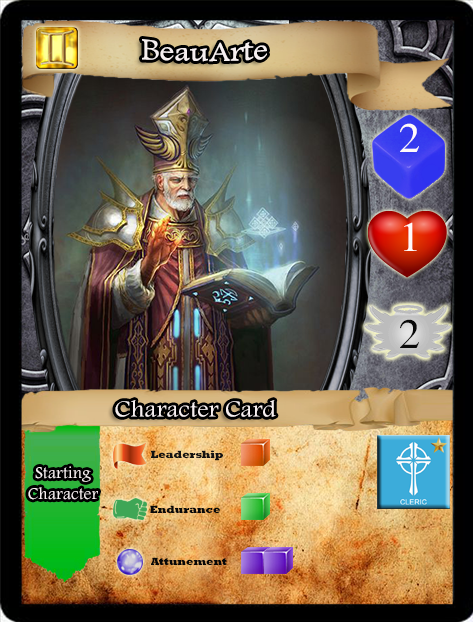 BeauArte
2
1
2
Character Card
Starting
Character
Leadership
Endurance
Attunement
CLERIC